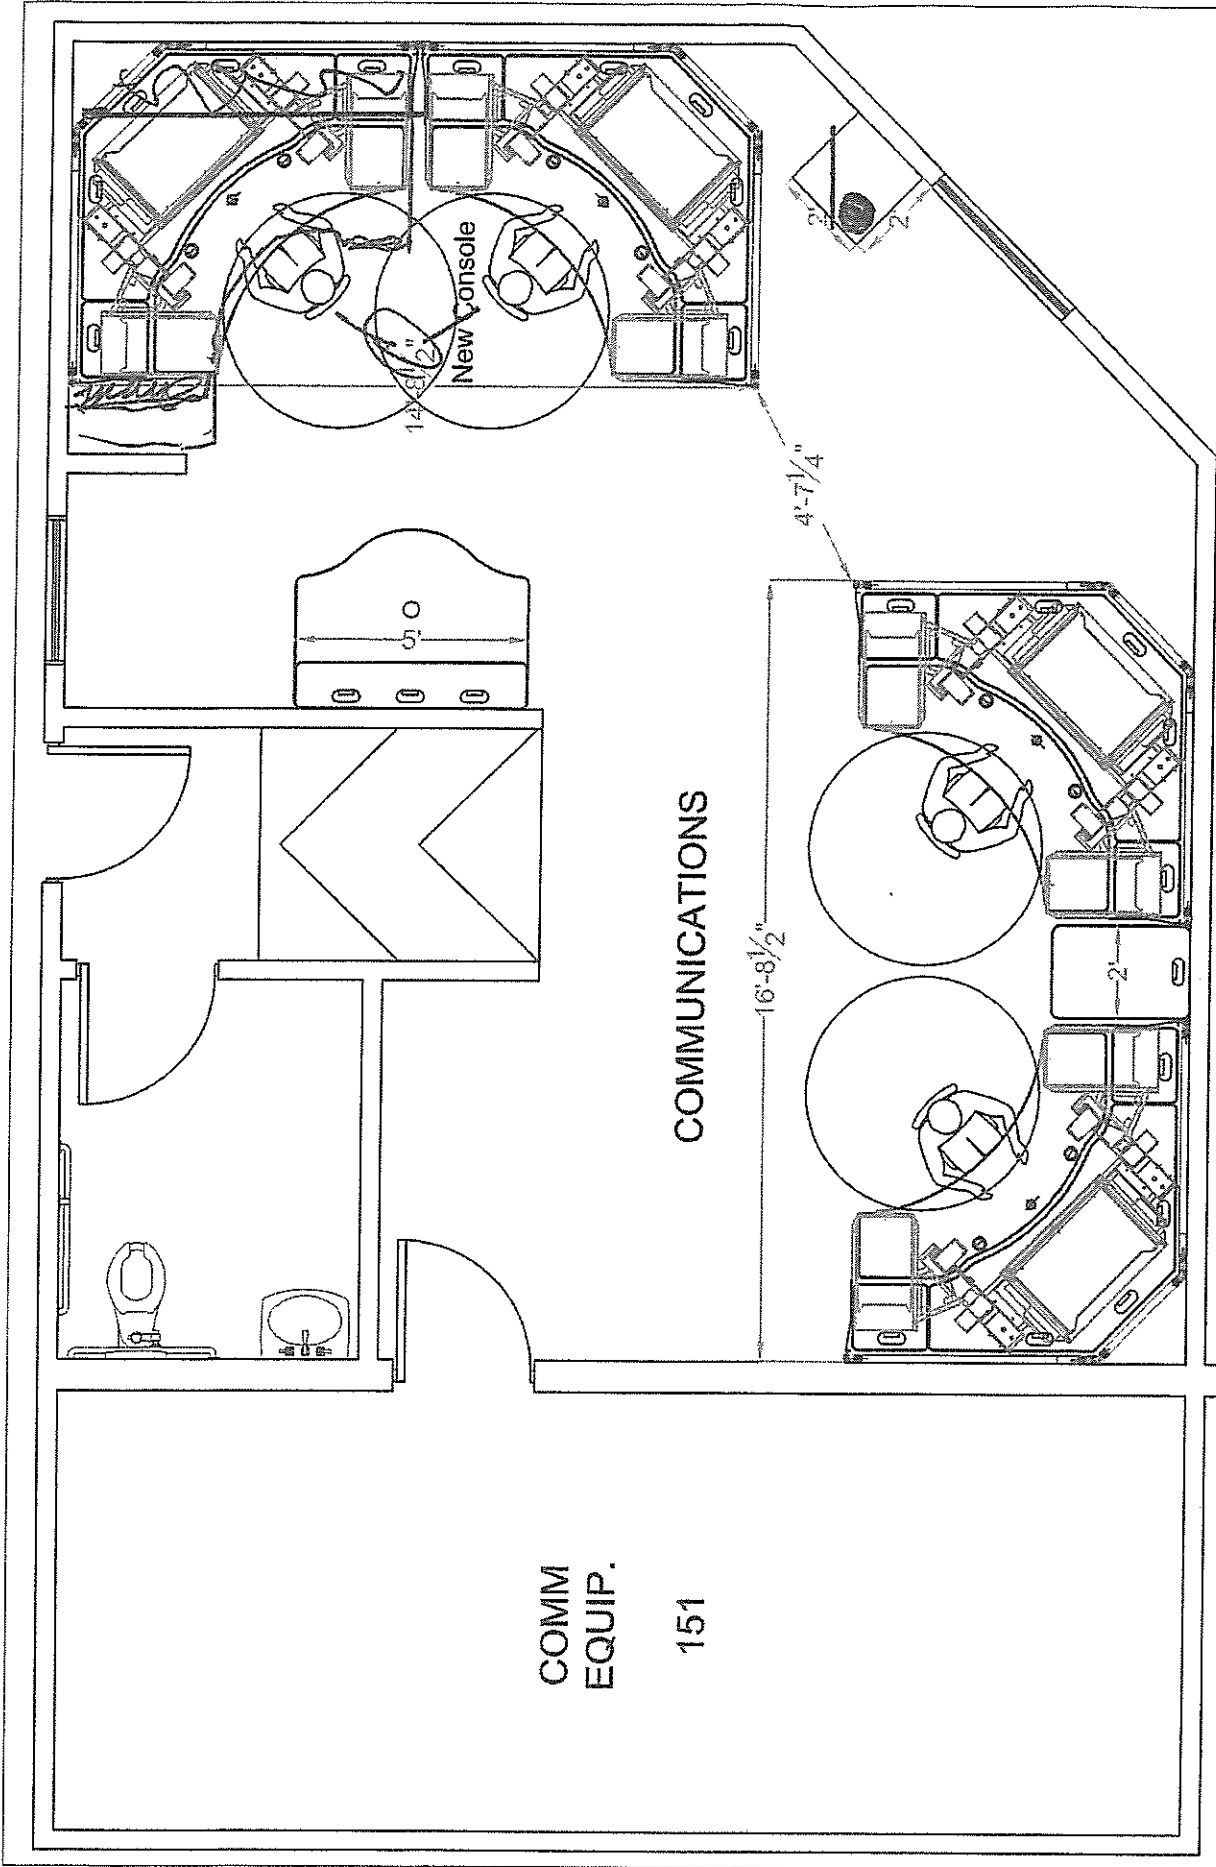 New Console
5'
4'-7 1/4"
COMMUNICATIONS
16'-8 1/2"
2'
2'
2'
COMM
EQUIP.
151